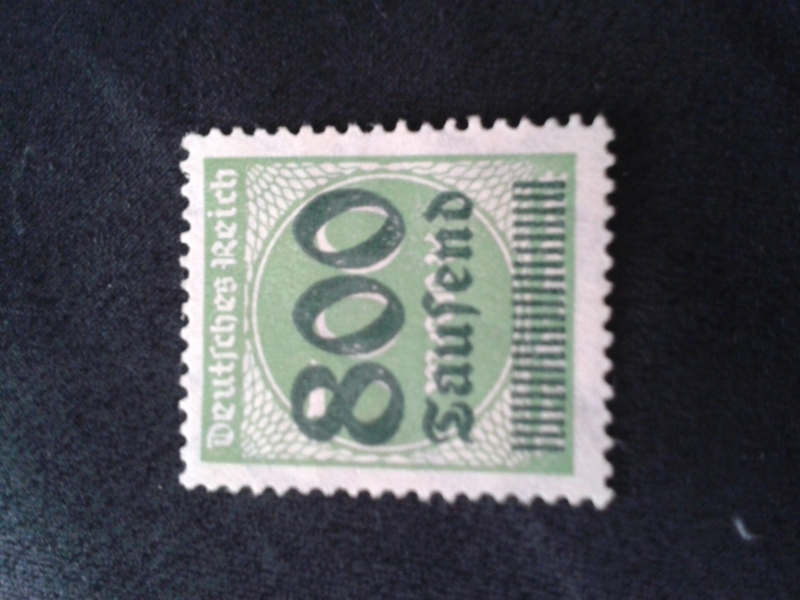 Deutſches Reich
800
Tauſend